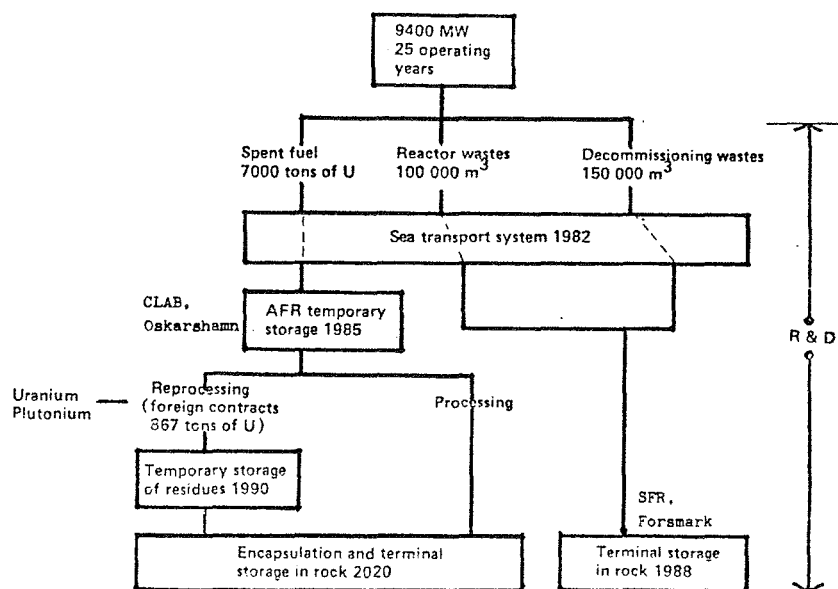 9400 MW
25 operating
years
Spent fuel
7000 tons of U
Reactor wastes
100 000 m³
Decommissioning wastes
150 000 m³
Sea transport system 1982
CLAB,
Oskarshamn
AFR temporary
storage 1985
R & D
Uranium
Plutonium
Reprocessing
(foreign contracts
867 tons of U)
Processing
Temporary storage
of residues 1990
SFR,
Forsmark
Encapsulation and terminal
storage in rock 2020
Terminal storage
in rock 1988